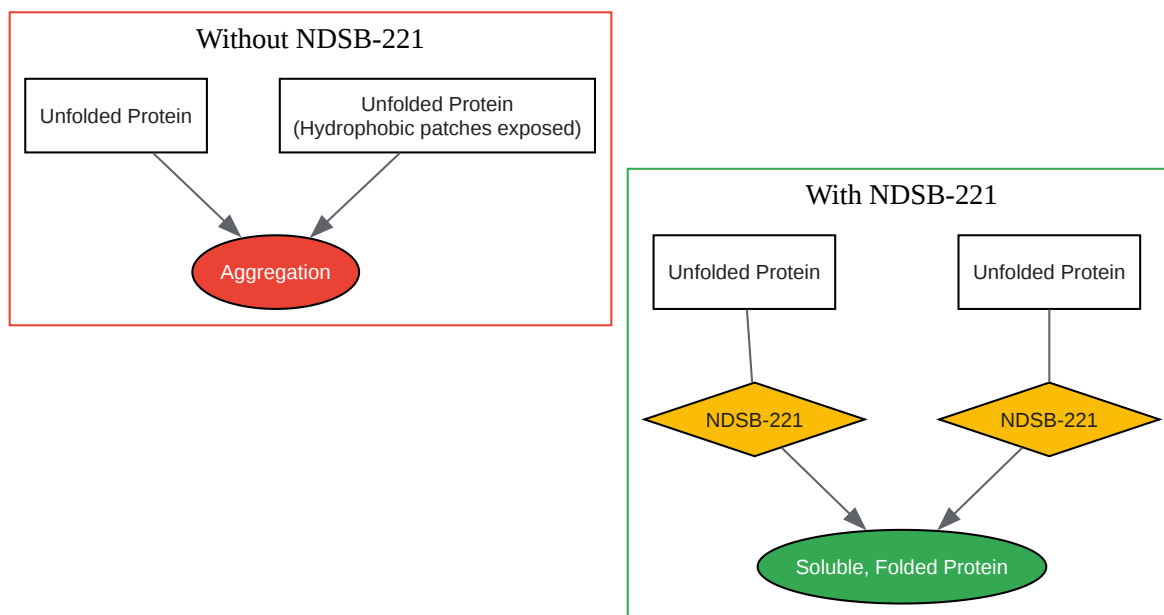 Without NDSB-221
Unfolded Protein
Unfolded Protein
(Hydrophobic patches exposed)
Aggregation
With NDSB-221
Unfolded Protein
Unfolded Protein
NDSB-221
NDSB-221
Soluble, Folded Protein